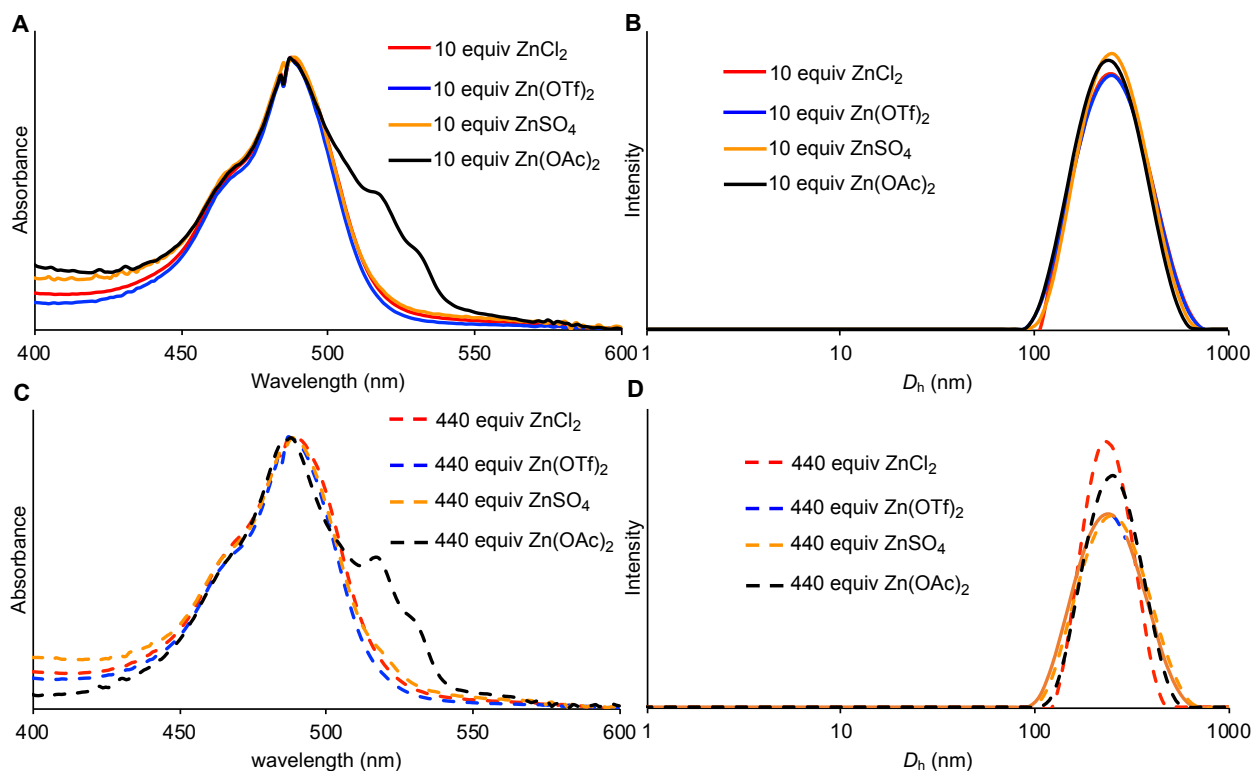 A
Absorbance
10 equiv ZnCl2
10 equiv Zn(OTf)2
10 equiv ZnSO4
10 equiv Zn(OAc)2
400
450
500
550
600
Wavelength (nm)
B
Intensity
10 equiv ZnCl2
10 equiv Zn(OTf)2
10 equiv ZnSO4
10 equiv Zn(OAc)2
1
10
100
1000
Dh (nm)
C
Absorbance
440 equiv ZnCl2
440 equiv Zn(OTf)2
440 equiv ZnSO4
440 equiv Zn(OAc)2
400
450
500
550
600
wavelength (nm)
D
Intensity
440 equiv ZnCl2
440 equiv Zn(OTf)2
440 equiv ZnSO4
440 equiv Zn(OAc)2
1
10
100
1000
Dh (nm)